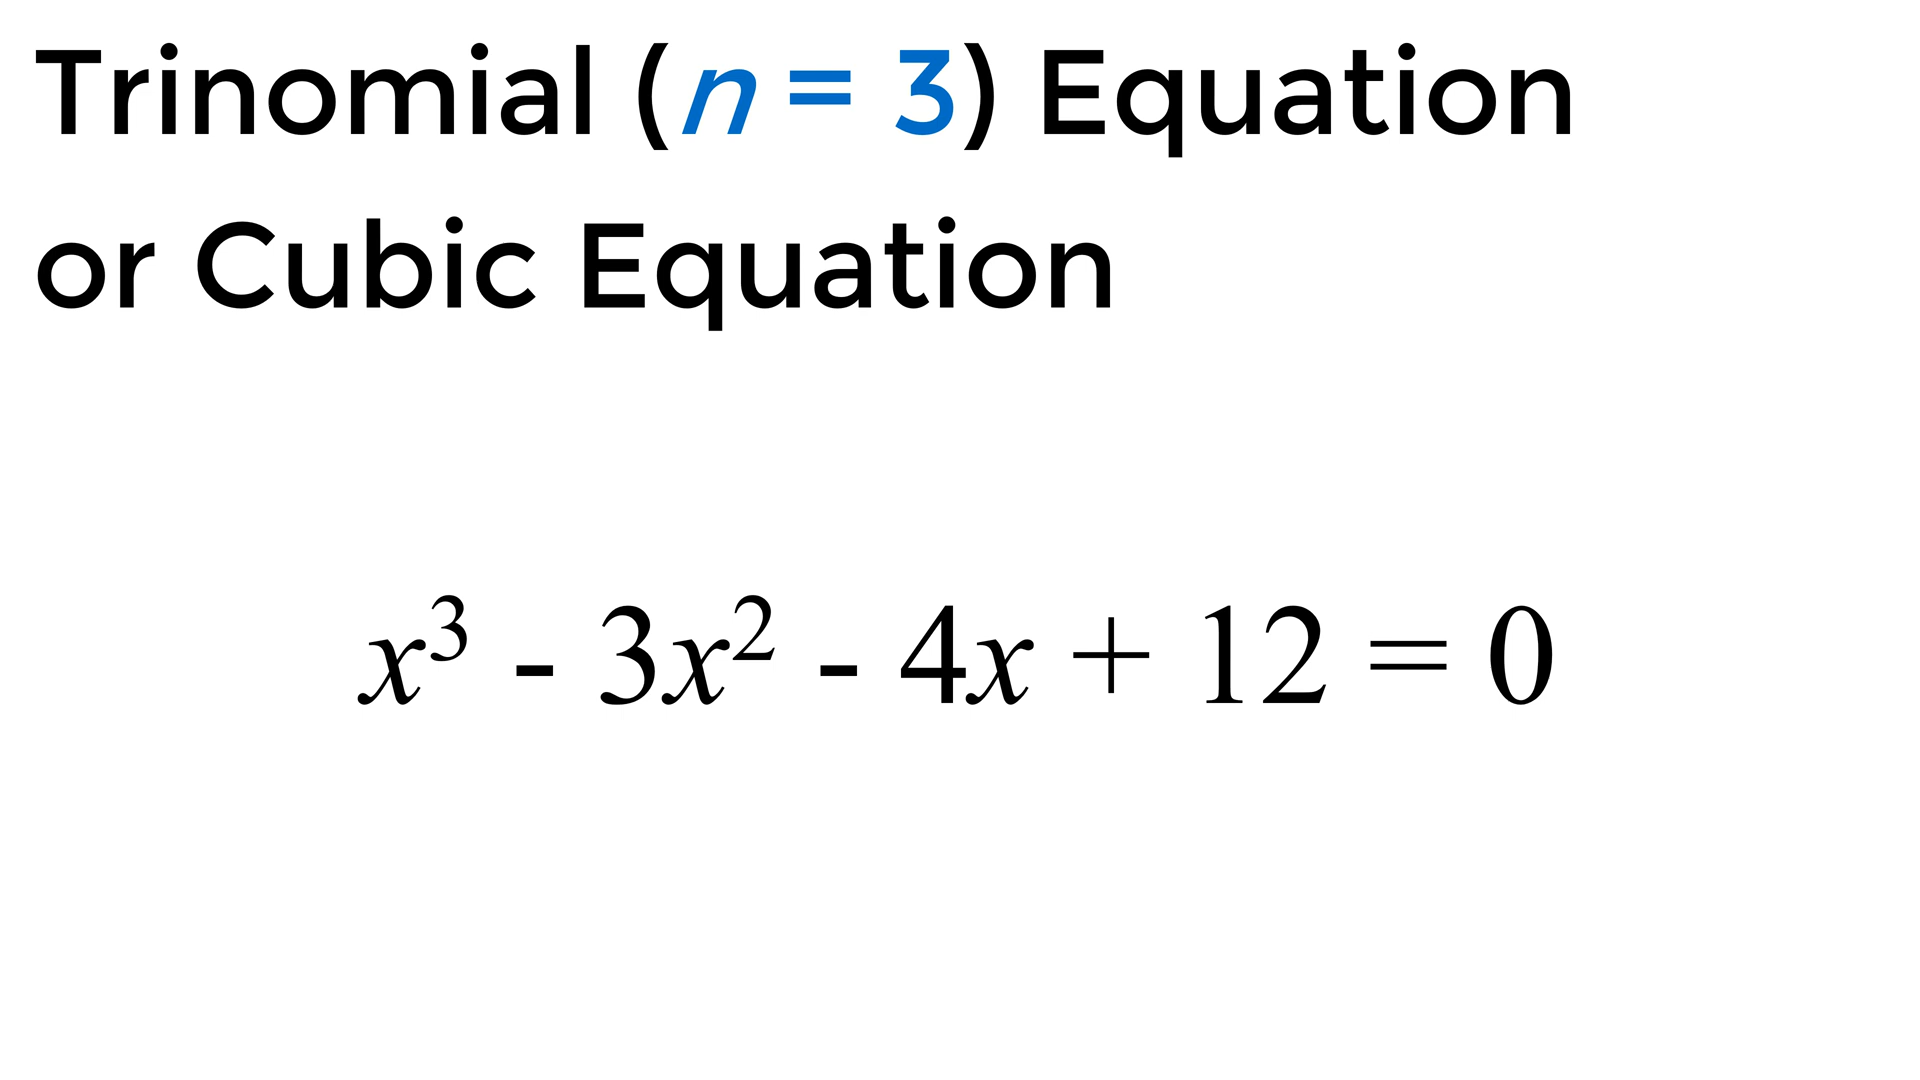 Trinomial (n = 3) Equation
or Cubic Equation
x³ - 3x² - 4x + 12 = 0